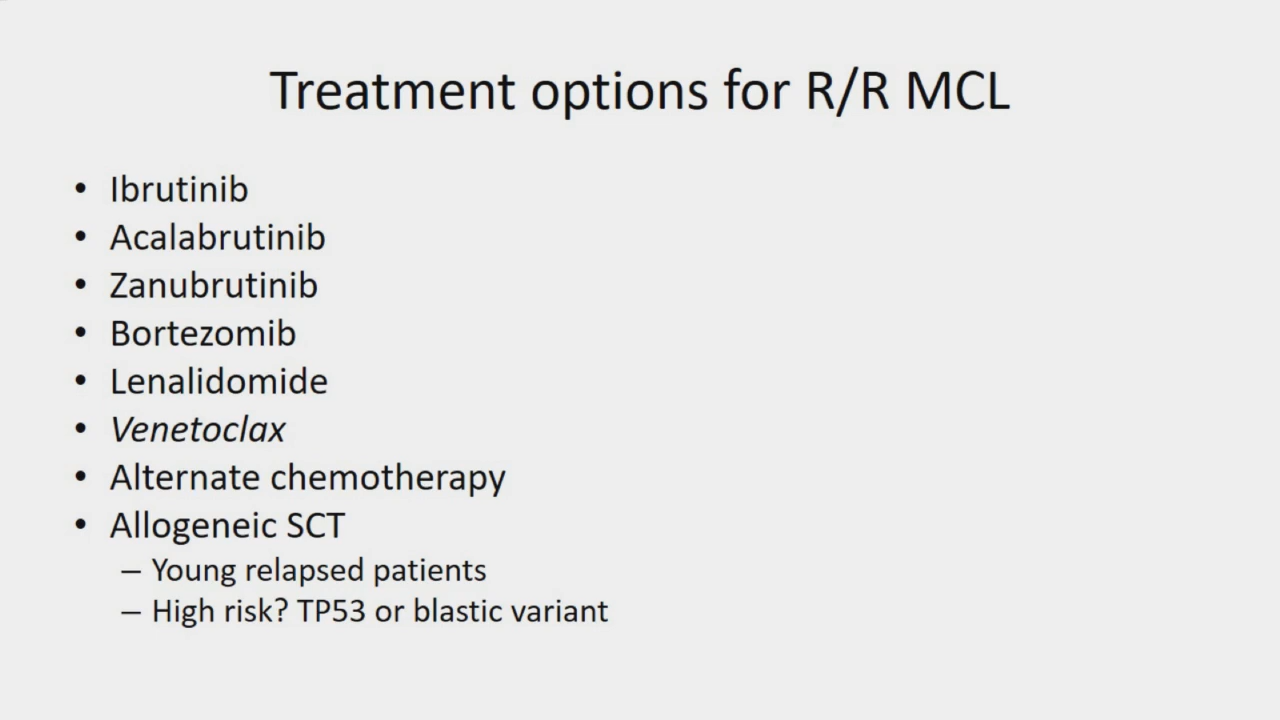 Treatment options for R/R MCL
• Ibrutinib
• Acalabrutinib
• Zanubrutinib
• Bortezomib
• Lenalidomide
• Venetoclax
• Alternate chemotherapy
• Allogeneic SCT
– Young relapsed patients
– High risk? TP53 or blastic variant